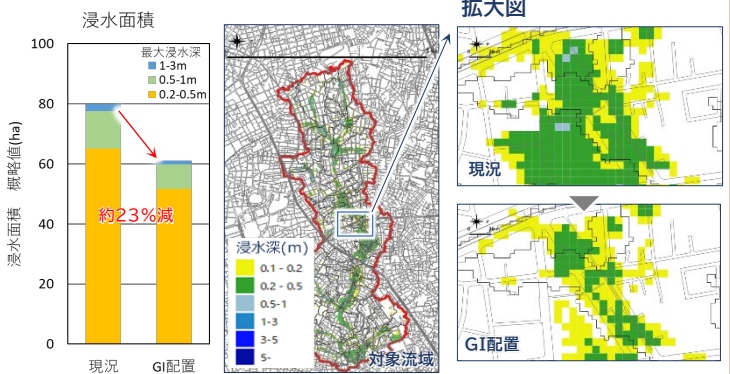 浸水面積
最大浸水深
1-3m
0.5-1m
0.2-0.5m
100
80
60
40
20
0
浸水面積 概略値(ha)
約23%減
現況
GI配置
浸水深(m)
0.1 - 0.2
0.2 - 0.5
0.5-1
1-3
3-5
5-
対象流域
拡大図
現況
GI配置